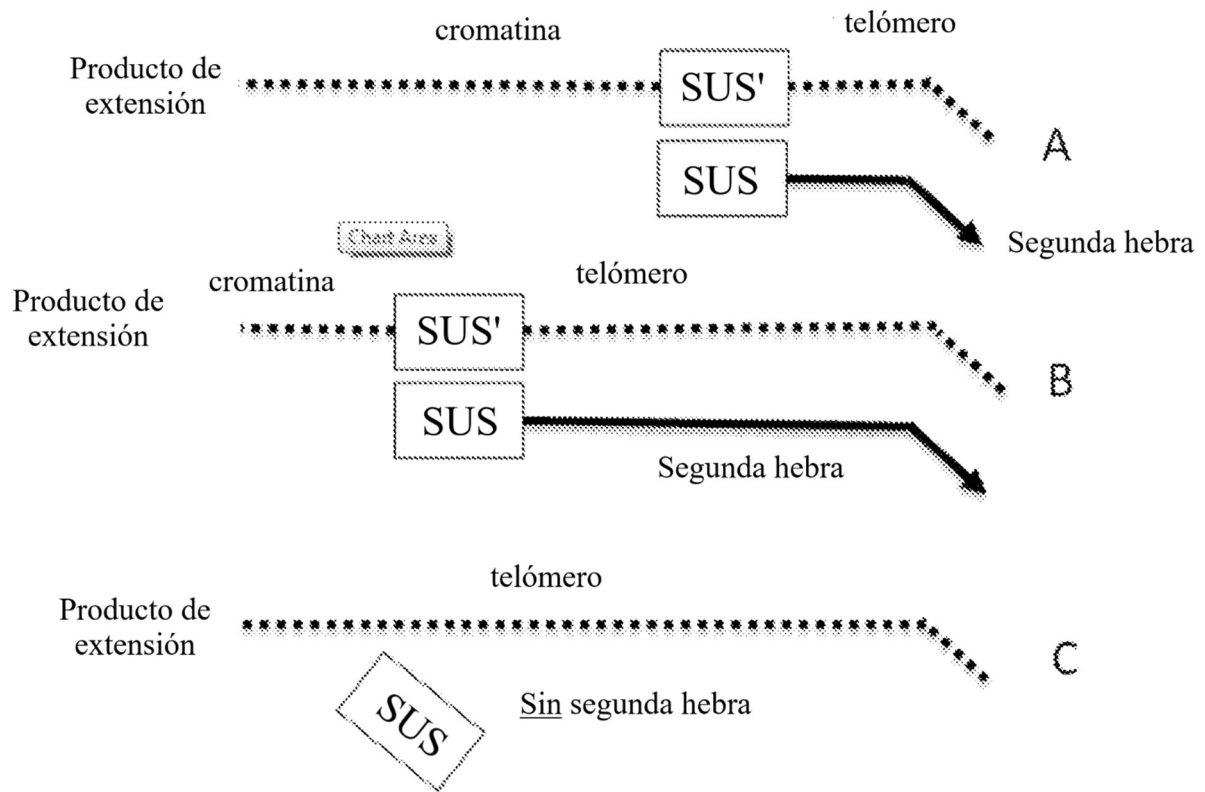 cromatina
telómero
Producto de
extensión
SUS'
A
SUS
Segunda hebra
Chart Area
cromatina
telómero
Producto de
extensión
SUS'
B
SUS
Segunda hebra
telómero
Producto de
extensión
C
SUS
Sin segunda hebra